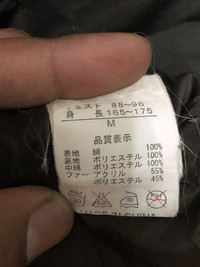 チェスト 88~96
身 長 165~175
M
品質表示
表地 綿 100%
裏地 ポリエステル 100%
中綿 ポリエステル 100%
ファー アクリル 55%
ポリエステル 45%
MADE IN CHINA